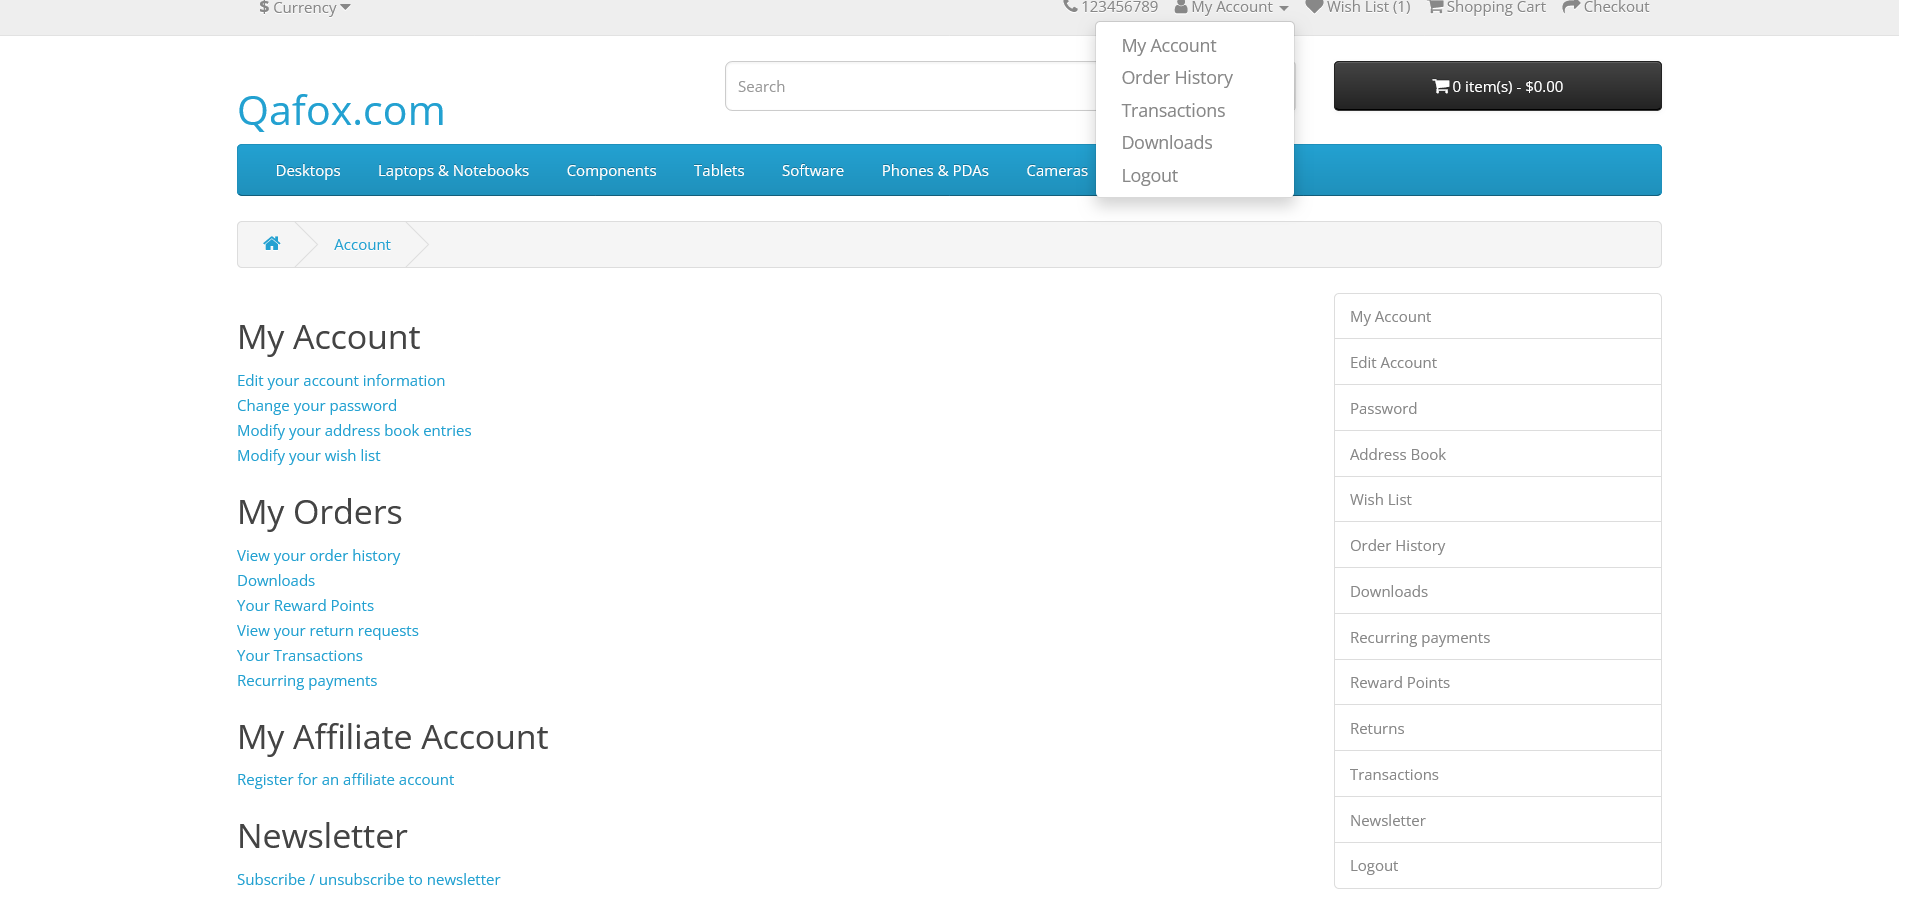 $ Currency
123456789 My Account Wish List (1) Shopping Cart Checkout
My Account
Order History
Transactions
Downloads
Logout
Qafox.com
Search
0 item(s) - $0.00
Desktops Laptops & Notebooks Components Tablets Software Phones & PDAs Cameras
Account
My Account
Edit your account information
Change your password
Modify your address book entries
Modify your wish list
My Orders
View your order history
Downloads
Your Reward Points
View your return requests
Your Transactions
Recurring payments
My Affiliate Account
Register for an affiliate account
Newsletter
Subscribe / unsubscribe to newsletter
My Account
Edit Account
Password
Address Book
Wish List
Order History
Downloads
Recurring payments
Reward Points
Returns
Transactions
Newsletter
Logout